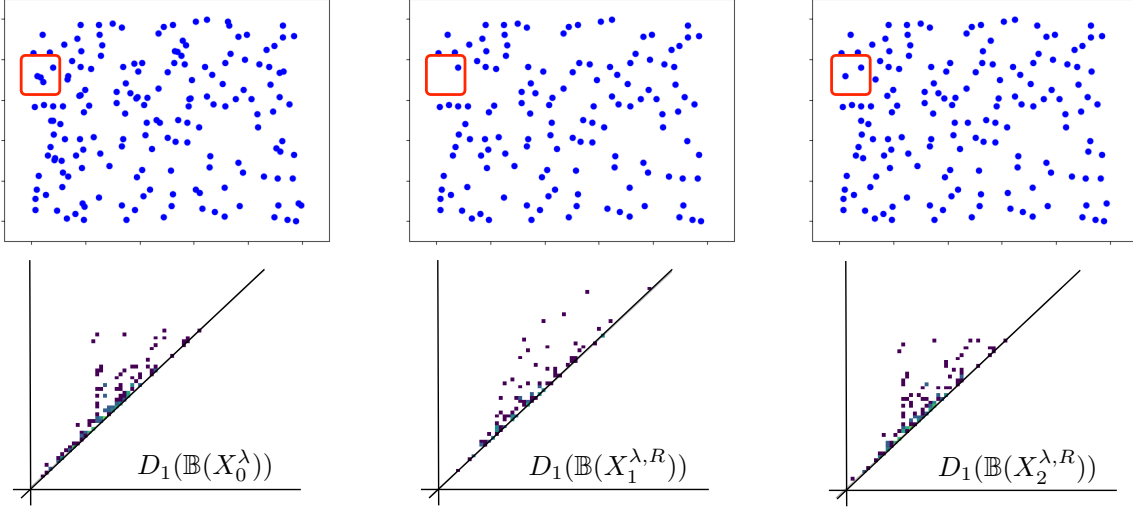 $D_1(\mathbb{B}(X_0^{\lambda}))$
$D_1(\mathbb{B}(X_1^{\lambda,R}))$
$D_1(\mathbb{B}(X_2^{\lambda,R}))$